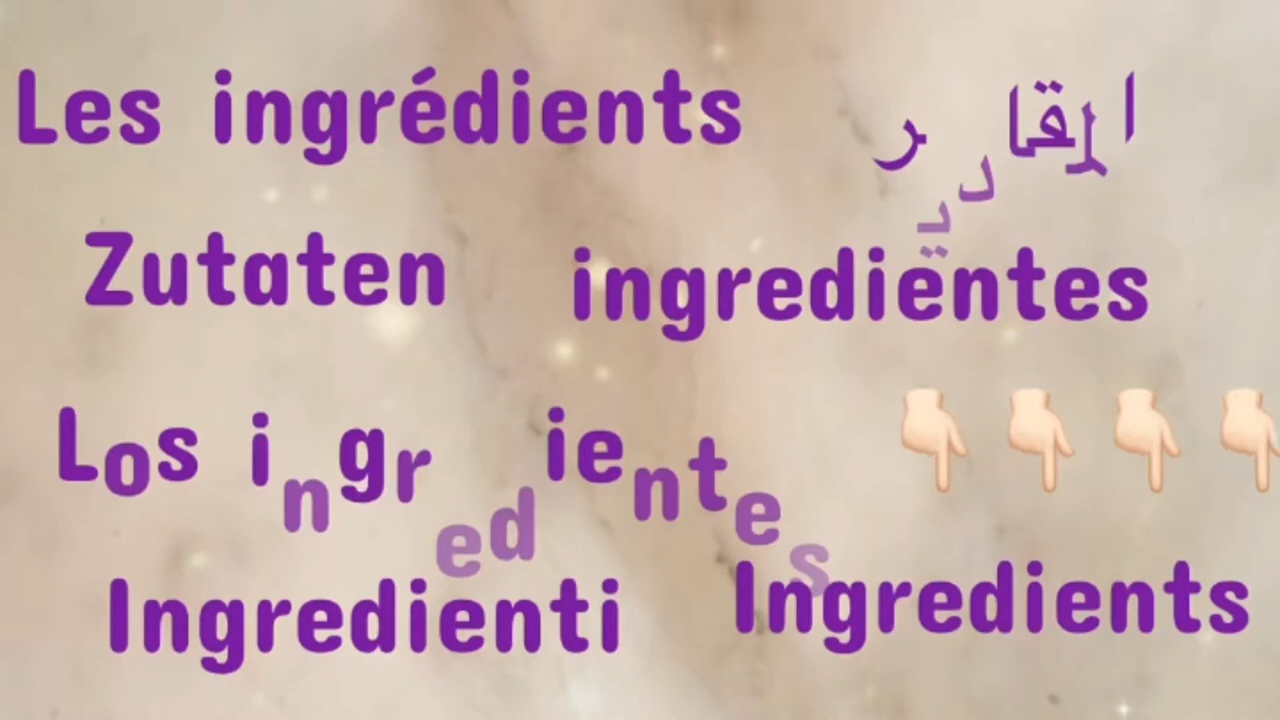 Les ingrédients المقادير
Zutaten ingredientes
Los ingredientes 👇🏻👇🏻👇🏻👇🏻
Ingredienti Ingredients